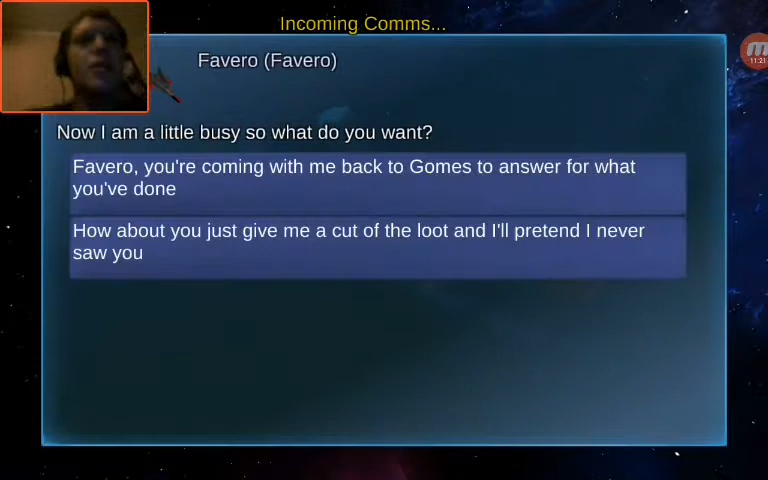 Incoming Comms...
Favero (Favero)
11:21
Now I am a little busy so what do you want?
Favero, you're coming with me back to Gomes to answer for what
you've done
How about you just give me a cut of the loot and I'll pretend I never
saw you